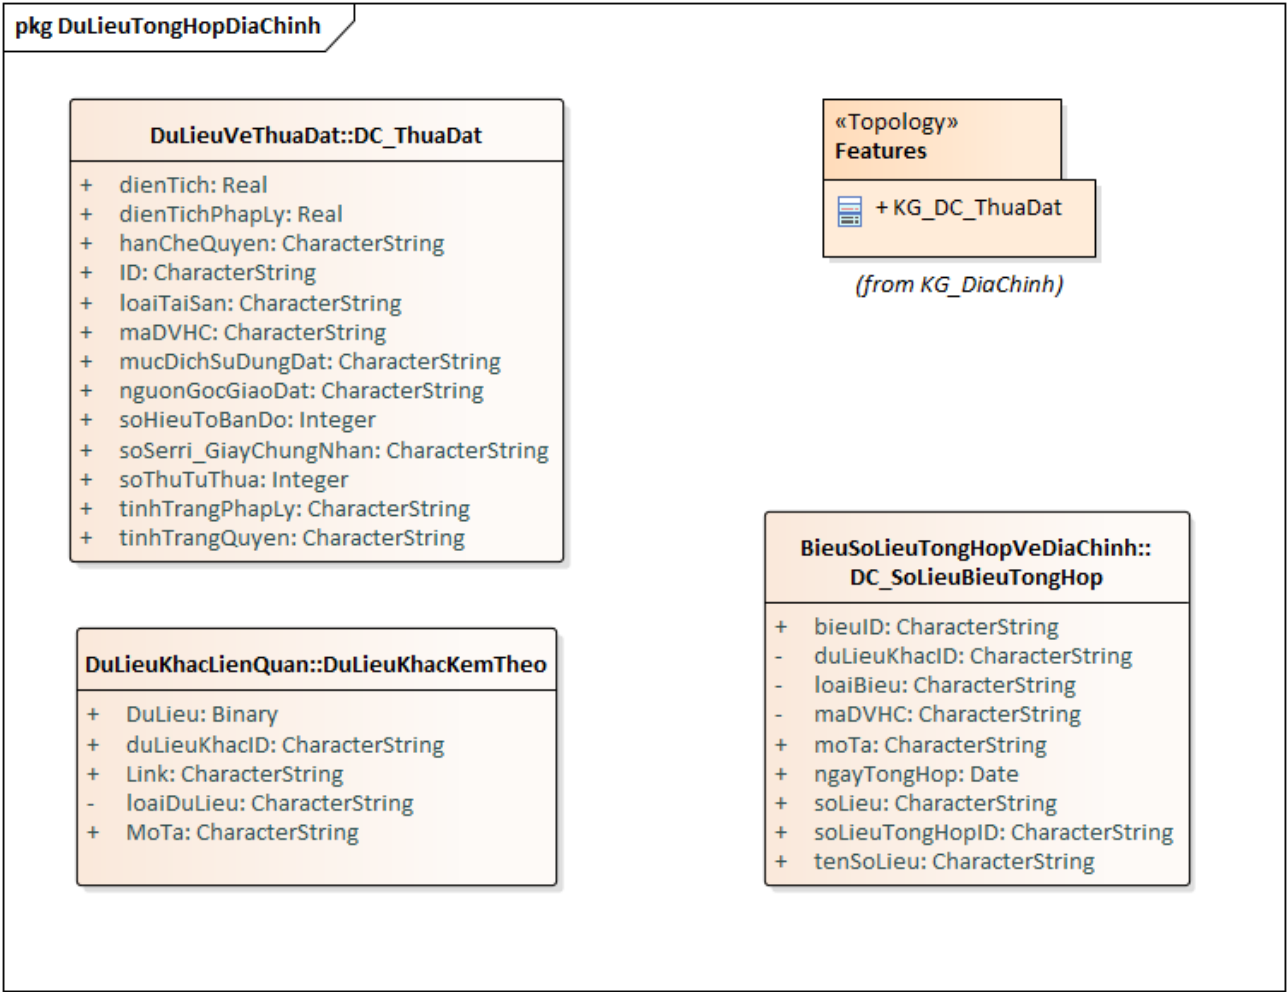 pkg DuLieuTongHopDiaChinh
DuLieuVeThuaDat::DC_ThuaDat
+ dienTich: Real
+ dienTichPhapLy: Real
+ hanCheQuyen: CharacterString
+ ID: CharacterString
+ loaiTaiSan: CharacterString
+ maDVHC: CharacterString
+ mucDichSuDungDat: CharacterString
+ nguonGocGiaoDat: CharacterString
+ soHieuToBanDo: Integer
+ soSerri_GiayChungNhan: CharacterString
+ soThuTuThua: Integer
+ tinhTrangPhapLy: CharacterString
+ tinhTrangQuyen: CharacterString
«Topology»
Features
+ KG_DC_ThuaDat
(from KG_DiaChinh)
DuLieuKhacLienQuan::DuLieuKhacKemTheo
+ DuLieu: Binary
+ duLieuKhacID: CharacterString
+ Link: CharacterString
- loaiDuLieu: CharacterString
+ MoTa: CharacterString
BieuSoLieuTongHopVeDiaChinh::
DC_SoLieuBieuTongHop
+ bieuID: CharacterString
- duLieuKhacID: CharacterString
- loaiBieu: CharacterString
- maDVHC: CharacterString
+ moTa: CharacterString
+ ngayTongHop: Date
+ soLieu: CharacterString
+ soLieuTongHopID: CharacterString
+ tenSoLieu: CharacterString